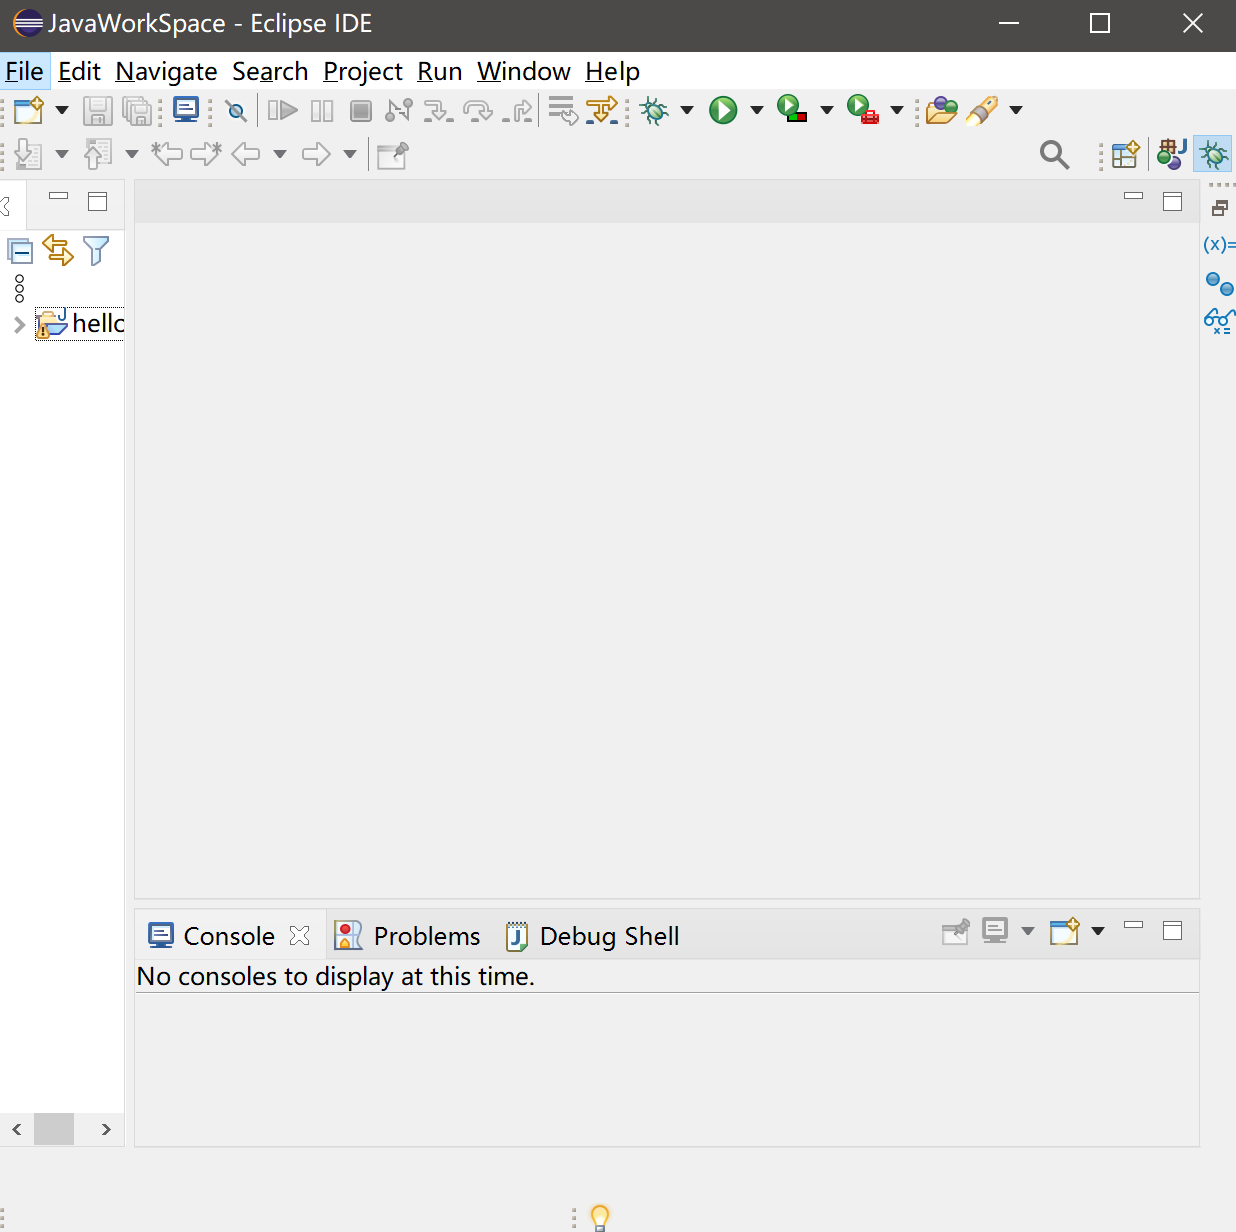 JavaWorkSpace - Eclipse IDE
File Edit Navigate Search Project Run Window Help
(x)=
hello
Console Problems Debug Shell
No consoles to display at this time.